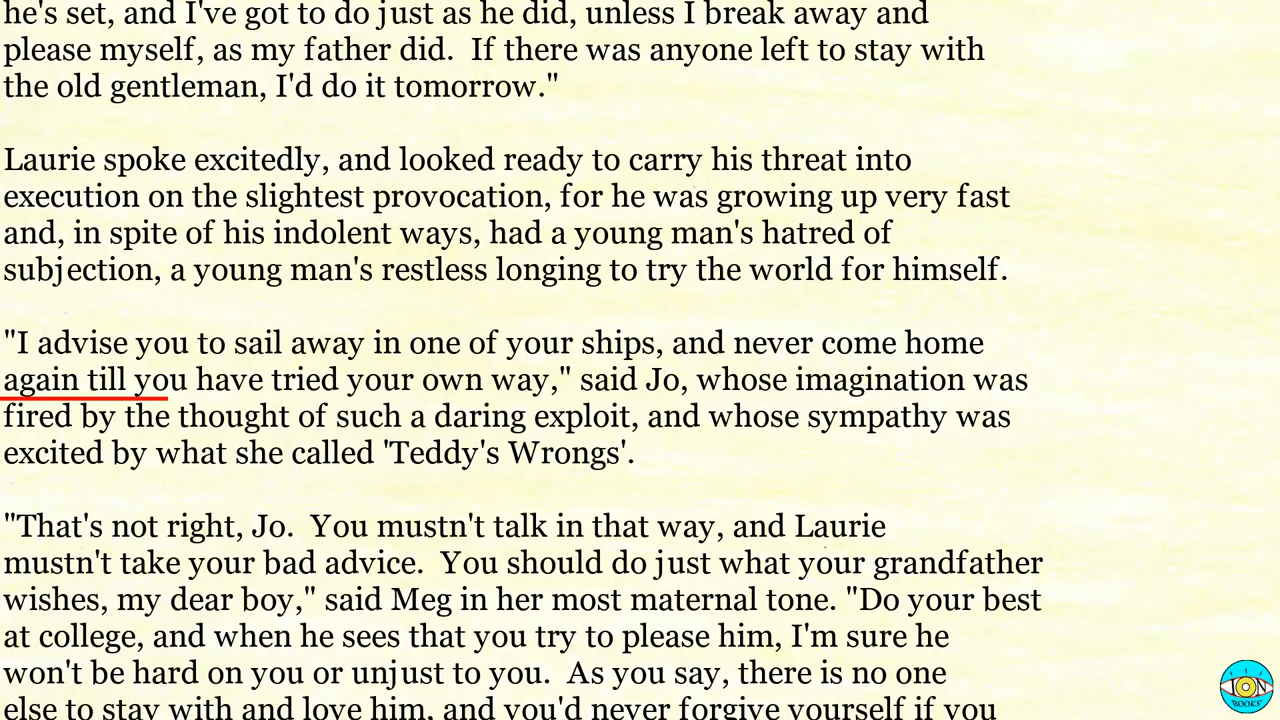 he's set, and I've got to do just as he did, unless I break away and
please myself, as my father did.  If there was anyone left to stay with
the old gentleman, I'd do it tomorrow."
Laurie spoke excitedly, and looked ready to carry his threat into
execution on the slightest provocation, for he was growing up very fast
and, in spite of his indolent ways, had a young man's hatred of
subjection, a young man's restless longing to try the world for himself.
"I advise you to sail away in one of your ships, and never come home
again till you have tried your own way," said Jo, whose imagination was
fired by the thought of such a daring exploit, and whose sympathy was
excited by what she called 'Teddy's Wrongs'.
"That's not right, Jo.  You mustn't talk in that way, and Laurie
mustn't take your bad advice.  You should do just what your grandfather
wishes, my dear boy," said Meg in her most maternal tone. "Do your best
at college, and when he sees that you try to please him, I'm sure he
won't be hard on you or unjust to you.  As you say, there is no one
else to stay with and love him, and you'd never forgive yourself if you
ION
BOOKS